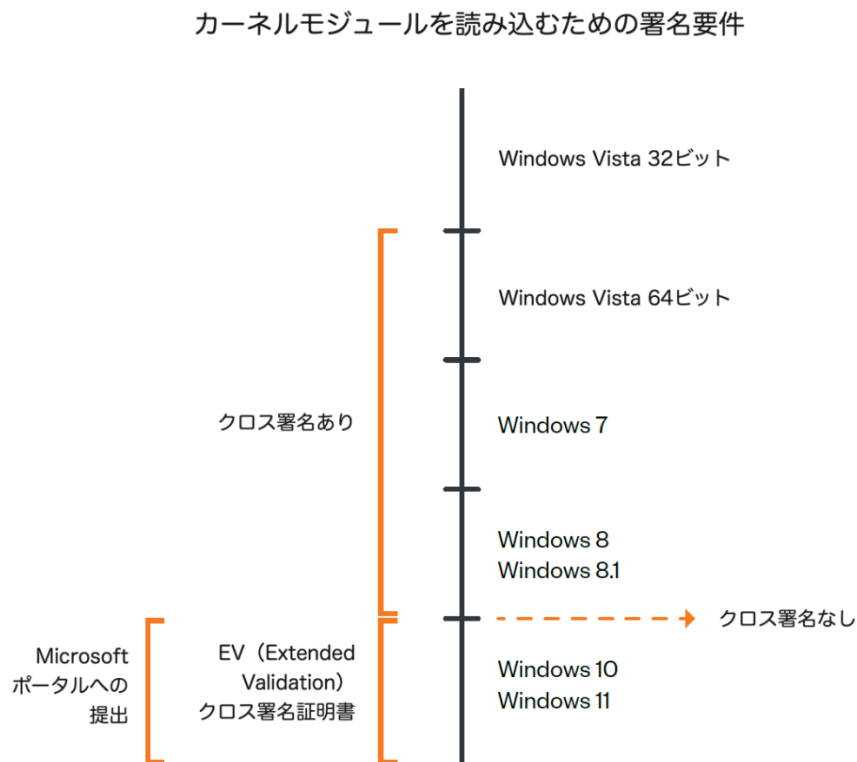 カーネルモジュールを読み込むための署名要件
Windows Vista 32ビット
Windows Vista 64ビット
クロス署名あり
Windows 7
Windows 8
Windows 8.1
クロス署名なし
Microsoft
ポータルへの
提出
EV（Extended
Validation）
クロス署名証明書
Windows 10
Windows 11